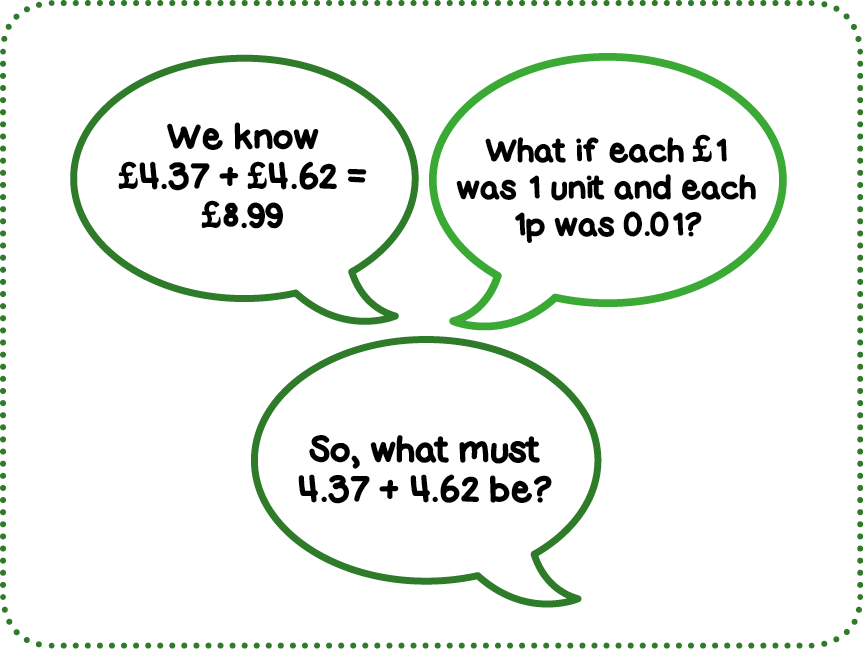 We know
£4.37 + £4.62 =
£8.99
What if each £1
was 1 unit and each
1p was 0.01?
So, what must
4.37 + 4.62 be?